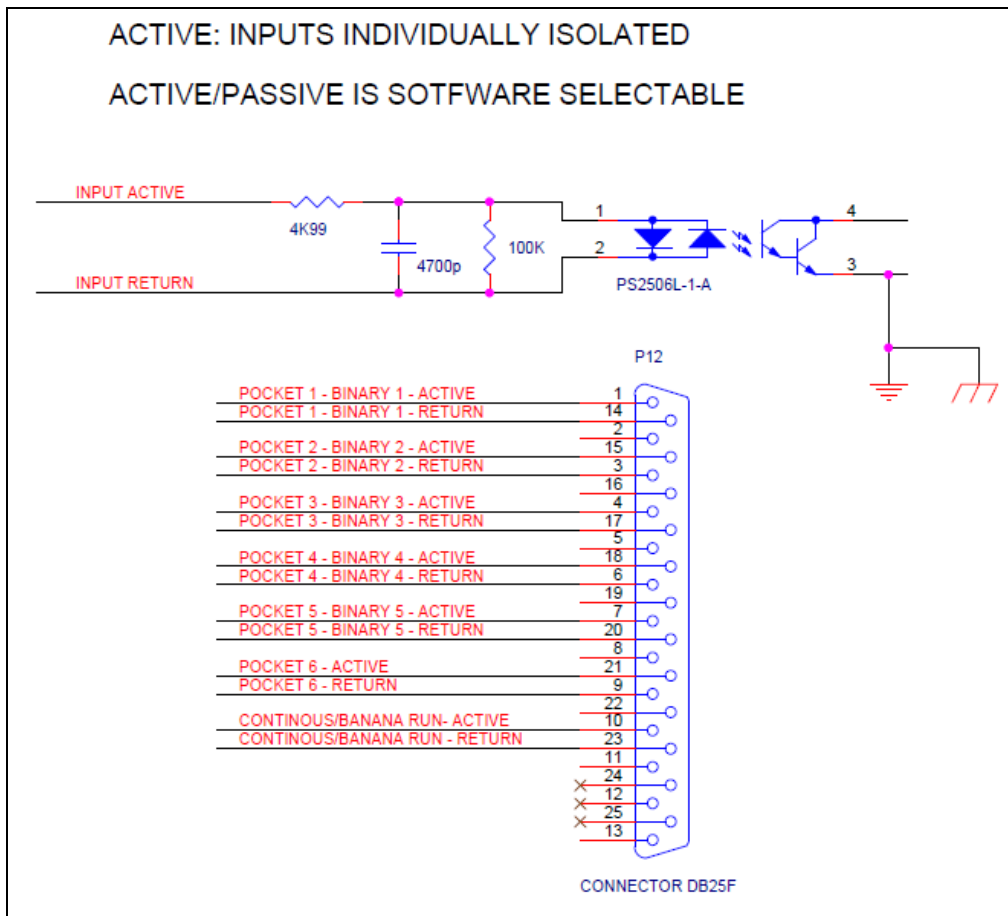 ACTIVE: INPUTS INDIVIDUALLY ISOLATED
ACTIVE/PASSIVE IS SOTFWARE SELECTABLE
INPUT ACTIVE
4K99
4700p
100K
1
2
4
3
PS2506L-1-A
INPUT RETURN
P12
POCKET 1 - BINARY 1 - ACTIVE 1
POCKET 1 - BINARY 1 - RETURN 14
2
POCKET 2 - BINARY 2 - ACTIVE 15
POCKET 2 - BINARY 2 - RETURN 3
16
POCKET 3 - BINARY 3 - ACTIVE 4
POCKET 3 - BINARY 3 - RETURN 17
5
POCKET 4 - BINARY 4 - ACTIVE 18
POCKET 4 - BINARY 4 - RETURN 6
19
POCKET 5 - BINARY 5 - ACTIVE 7
POCKET 5 - BINARY 5 - RETURN 20
8
POCKET 6 - ACTIVE 21
POCKET 6 - RETURN 9
22
CONTINOUS/BANANA RUN- ACTIVE 10
CONTINOUS/BANANA RUN - RETURN 23
11
24
12
25
13
CONNECTOR DB25F